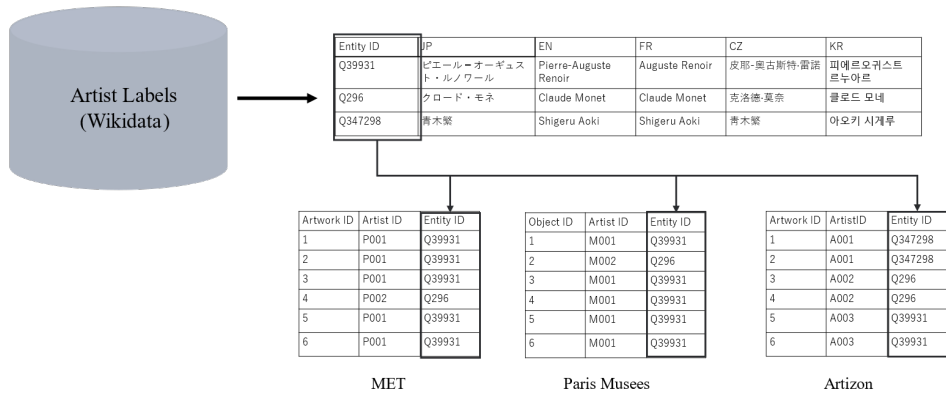 Artist Labels
(Wikidata)
Entity ID JP EN FR CZ KR
Q39931 ピエール＝オーギュスト・ルノワール Pierre-Auguste Renoir Auguste Renoir 皮耶-奧古斯特·雷諾 피에르오귀스트 르누아르
Q296 クロード・モネ Claude Monet Claude Monet 克洛德·莫奈 클로드 모네
Q347298 青木繁 Shigeru Aoki Shigeru Aoki 青木繁 아오키 시게루
Artwork ID Artist ID Entity ID
1 P001 Q39931
2 P001 Q39931
3 P001 Q39931
4 P002 Q296
5 P001 Q39931
6 P001 Q39931
MET
Object ID Artist ID Entity ID
1 M001 Q39931
2 M002 Q296
3 M001 Q39931
4 M001 Q39931
5 M001 Q39931
6 M001 Q39931
Paris Musees
Artwork ID ArtistID Entity ID
1 A001 Q347298
2 A001 Q347298
3 A002 Q296
4 A002 Q296
5 A003 Q39931
6 A003 Q39931
Artizon